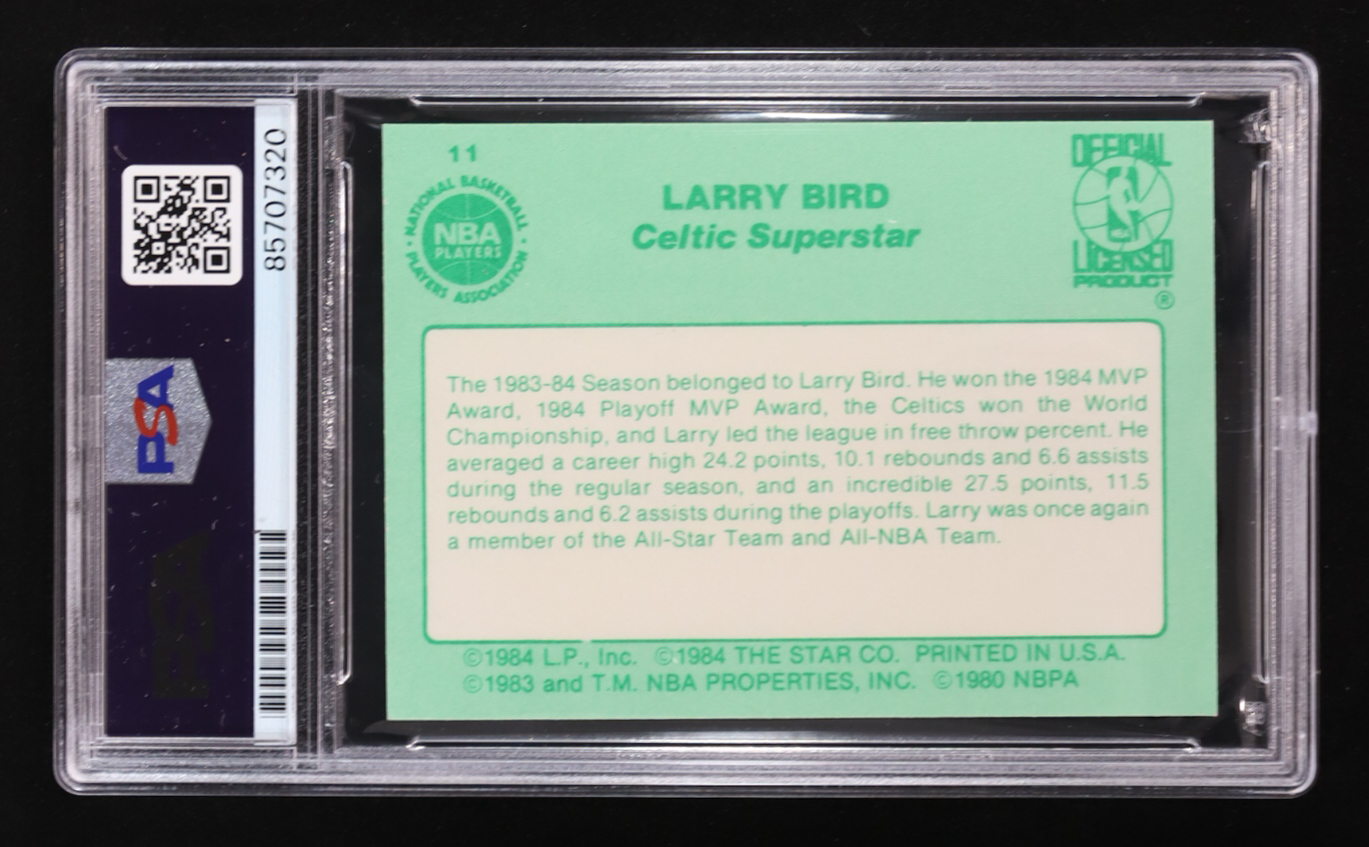 85707320
PSA
PSA
11
NATIONAL BASKETBALL
NBA
PLAYERS
PLAYERS ASSOCIATION
LARRY BIRD
Celtic Superstar
OFFICIAL
LICENSED
PRODUCT
®
The 1983-84 Season belonged to Larry Bird. He won the 1984 MVP
Award, 1984 Playoff MVP Award, the Celtics won the World
Championship, and Larry led the league in free throw percent. He
averaged a career high 24.2 points, 10.1 rebounds and 6.6 assists
during the regular season, and an incredible 27.5 points, 11.5
rebounds and 6.2 assists during the playoffs. Larry was once again
a member of the All-Star Team and All-NBA Team.
©1984 L.P., Inc. ©1984 THE STAR CO. PRINTED IN U.S.A.
©1983 and T.M. NBA PROPERTIES, INC. ©1980 NBPA